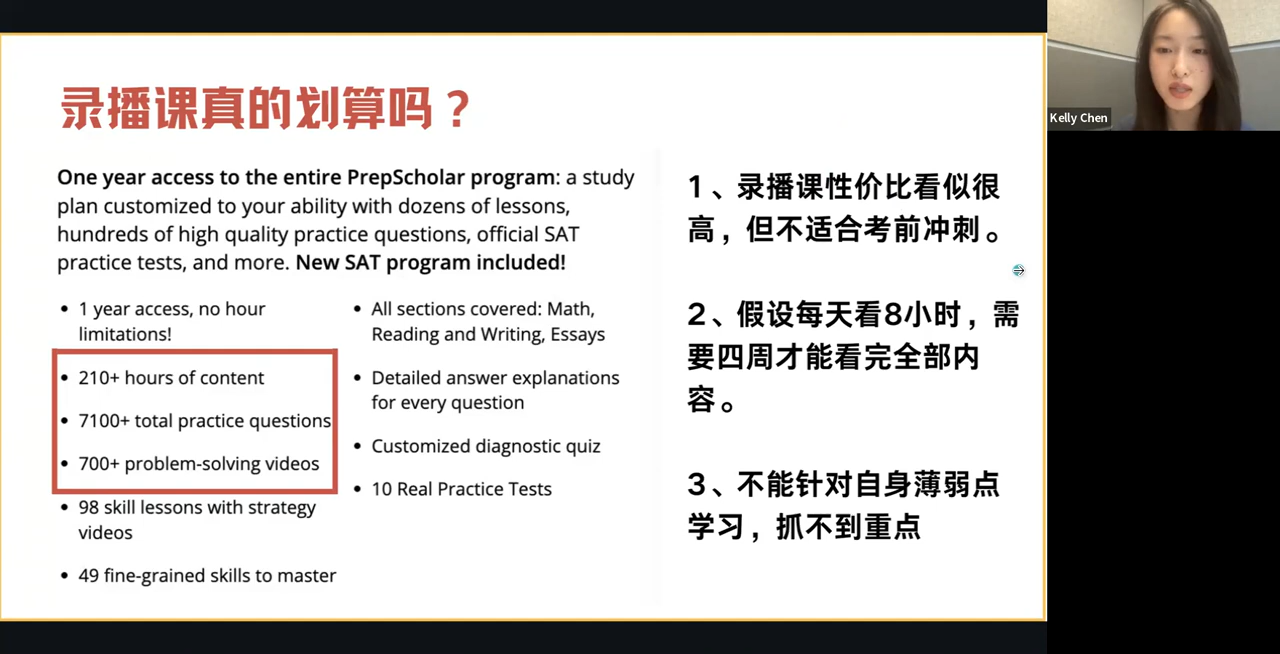 录播课真的划算吗？
One year access to the entire PrepScholar program: a study
plan customized to your ability with dozens of lessons,
hundreds of high quality practice questions, official SAT
practice tests, and more. New SAT program included!
• 1 year access, no hour
limitations!
• 210+ hours of content
• 7100+ total practice questions
• 700+ problem-solving videos
• 98 skill lessons with strategy
videos
• 49 fine-grained skills to master
• All sections covered: Math,
Reading and Writing, Essays
• Detailed answer explanations
for every question
• Customized diagnostic quiz
• 10 Real Practice Tests
1、录播课性价比看似很
高，但不适合考前冲刺。
2、假设每天看8小时，需
要四周才能看完全部内
容。
3、不能针对自身薄弱点
学习，抓不到重点
Kelly Chen